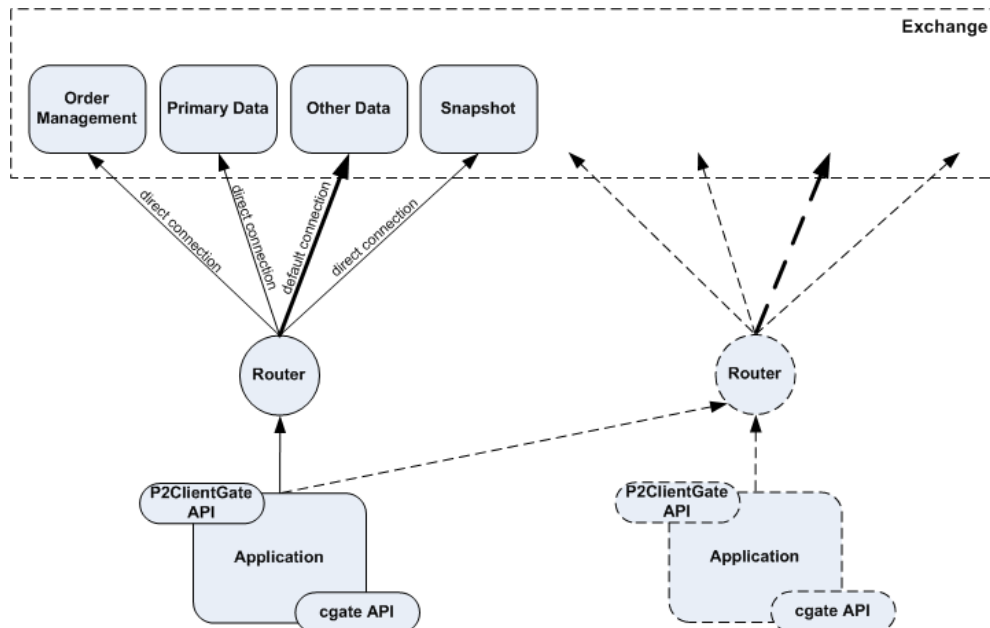 Exchange
Order
Management
Primary Data
Other Data
Snapshot
direct connection
direct connection
default connection
direct connection
Router
Router
P2ClientGate
API
Application
cgate API
P2ClientGate
API
Application
cgate API